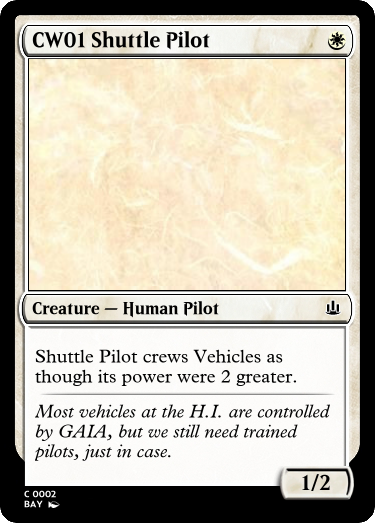 CW01 Shuttle Pilot
Creature — Human Pilot
Shuttle Pilot crews Vehicles as
though its power were 2 greater.
Most vehicles at the H.I. are controlled
by GAIA, but we still need trained
pilots, just in case.
1/2
C 0002
BAY